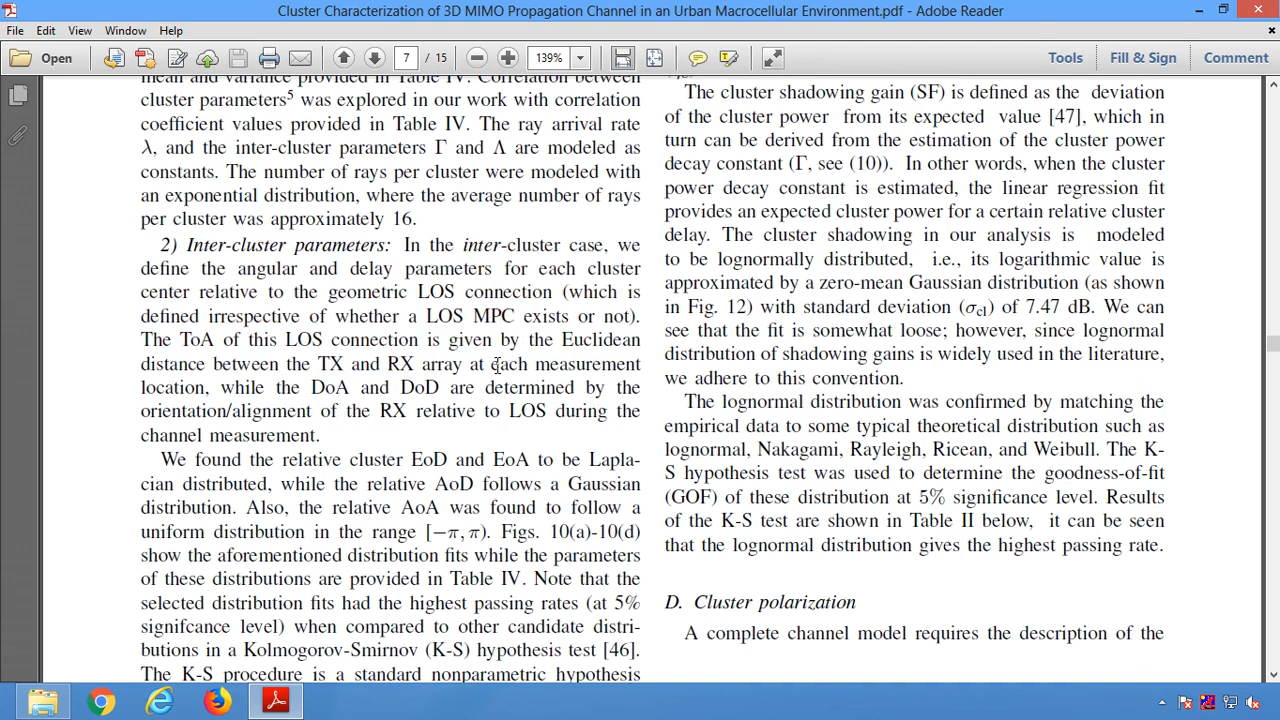 Cluster Characterization of 3D MIMO Propagation Channel in an Urban Macrocellular Environment.pdf - Adobe Reader
File Edit View Window Help
Open 7 / 15 139% Tools Fill & Sign Comment
mean and variance provided in Table IV. Correlation between
cluster parameters⁵ was explored in our work with correlation
coefficient values provided in Table IV. The ray arrival rate
λ, and the inter-cluster parameters Γ and Λ are modeled as
constants. The number of rays per cluster were modeled with
an exponential distribution, where the average number of rays
per cluster was approximately 16.
2) Inter-cluster parameters: In the inter-cluster case, we
define the angular and delay parameters for each cluster
center relative to the geometric LOS connection (which is
defined irrespective of whether a LOS MPC exists or not).
The ToA of this LOS connection is given by the Euclidean
distance between the TX and RX array at each measurement
location, while the DoA and DoD are determined by the
orientation/alignment of the RX relative to LOS during the
channel measurement.
We found the relative cluster EoD and EoA to be Lapla-
cian distributed, while the relative AoD follows a Gaussian
distribution. Also, the relative AoA was found to follow a
uniform distribution in the range [−π, π). Figs. 10(a)-10(d)
show the aforementioned distribution fits while the parameters
of these distributions are provided in Table IV. Note that the
selected distribution fits had the highest passing rates (at 5%
signifcance level) when compared to other candidate distri-
butions in a Kolmogorov-Smirnov (K-S) hypothesis test [46].
The K-S procedure is a standard nonparametric hypothesis
The cluster shadowing gain (SF) is defined as the deviation
of the cluster power from its expected value [47], which in
turn can be derived from the estimation of the cluster power
decay constant (Γ, see (10)). In other words, when the cluster
power decay constant is estimated, the linear regression fit
provides an expected cluster power for a certain relative cluster
delay. The cluster shadowing in our analysis is modeled
to be lognormally distributed, i.e., its logarithmic value is
approximated by a zero-mean Gaussian distribution (as shown
in Fig. 12) with standard deviation (σcl) of 7.47 dB. We can
see that the fit is somewhat loose; however, since lognormal
distribution of shadowing gains is widely used in the literature,
we adhere to this convention.
The lognormal distribution was confirmed by matching the
empirical data to some typical theoretical distribution such as
lognormal, Nakagami, Rayleigh, Ricean, and Weibull. The K-
S hypothesis test was used to determine the goodness-of-fit
(GOF) of these distribution at 5% significance level. Results
of the K-S test are shown in Table II below, it can be seen
that the lognormal distribution gives the highest passing rate.
D. Cluster polarization
A complete channel model requires the description of the